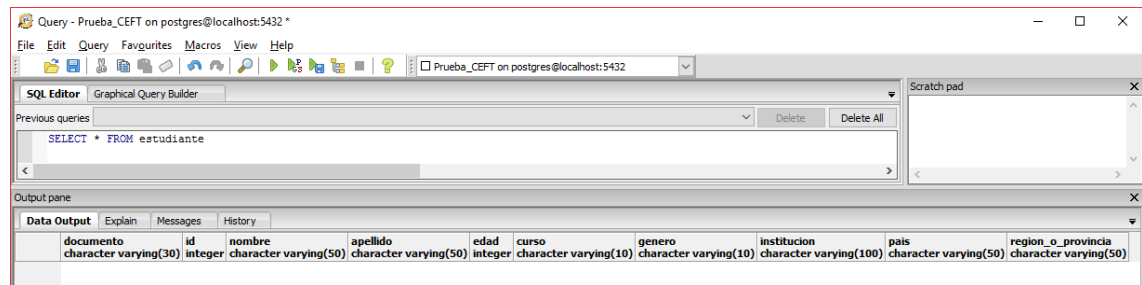 Query - Prueba_CEFT on postgres@localhost:5432 *
File Edit Query Favourites Macros View Help
Prueba_CEFT on postgres@localhost:5432
SQL Editor Graphical Query Builder
Scratch pad
Previous queries Delete Delete All
SELECT * FROM estudiante
Output pane
Data Output Explain Messages History
documento id nombre apellido edad curso genero institucion pais region_o_provincia
character varying(30) integer character varying(50) character varying(50) integer character varying(10) character varying(10) character varying(100) character varying(50) character varying(50)